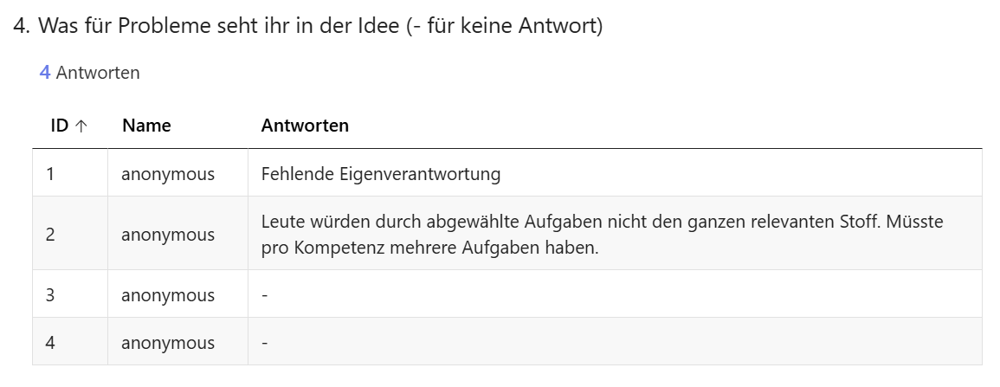 4. Was für Probleme seht ihr in der Idee (- für keine Antwort)
4 Antworten
ID ↑ Name Antworten
1 anonymous Fehlende Eigenverantwortung
2 anonymous Leute würden durch abgewählte Aufgaben nicht den ganzen relevanten Stoff. Müsste
pro Kompetenz mehrere Aufgaben haben.
3 anonymous -
4 anonymous -